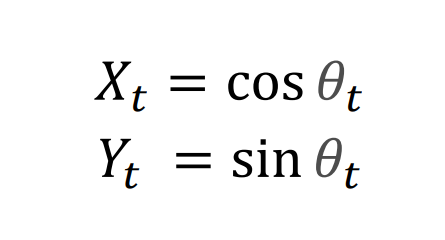 X_t = cos θ_t
Y_t = sin θ_t